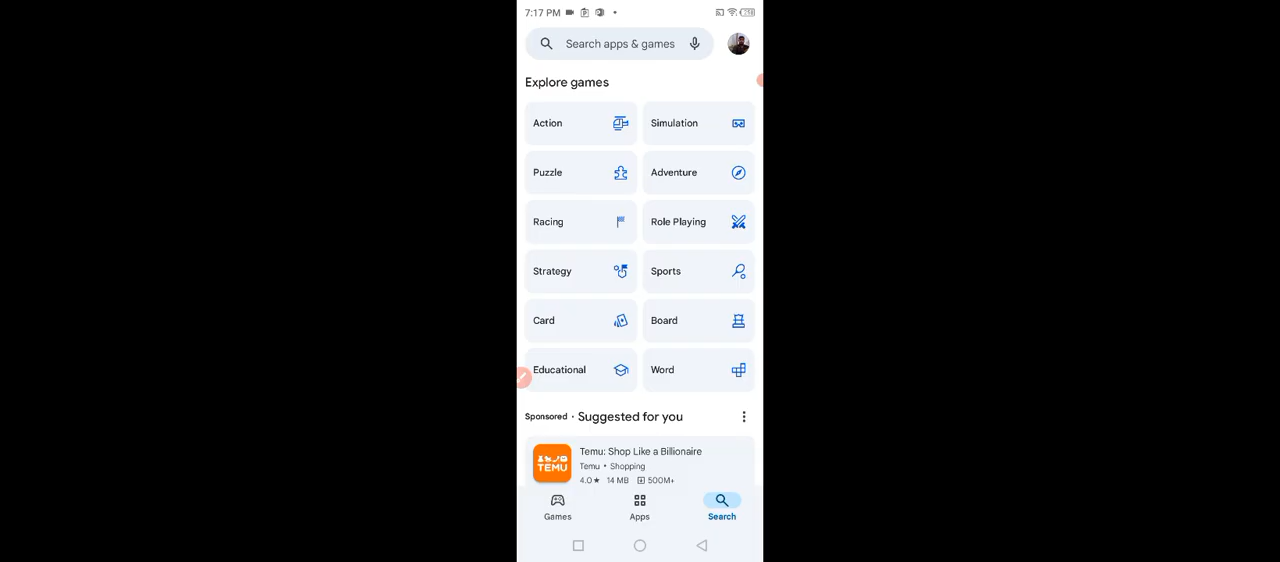 7:17 PM
Search apps & games
Explore games
Action
Simulation
Puzzle
Adventure
Racing
Role Playing
Strategy
Sports
Card
Board
Educational
Word
Sponsored • Suggested for you
TEMU
Temu: Shop Like a Billionaire
Temu • Shopping
4.0★ 14 MB 500M+
Games
Apps
Search